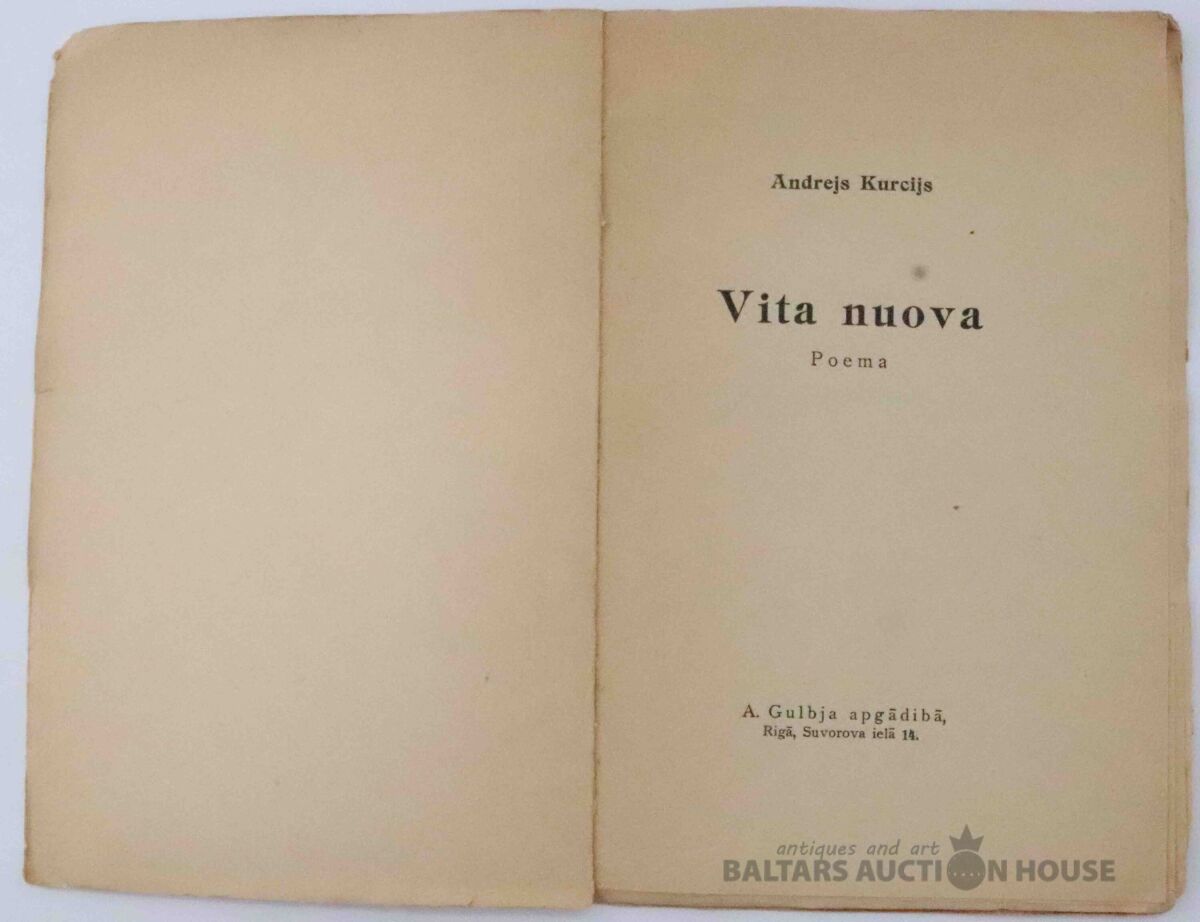 Andrejs Kurcijs
Vita nuova
Poema
A. Gulbja apgādibā,
Rigā, Suvorova ielā 14.
antiques and art
BALTARS AUCTION HOUSE